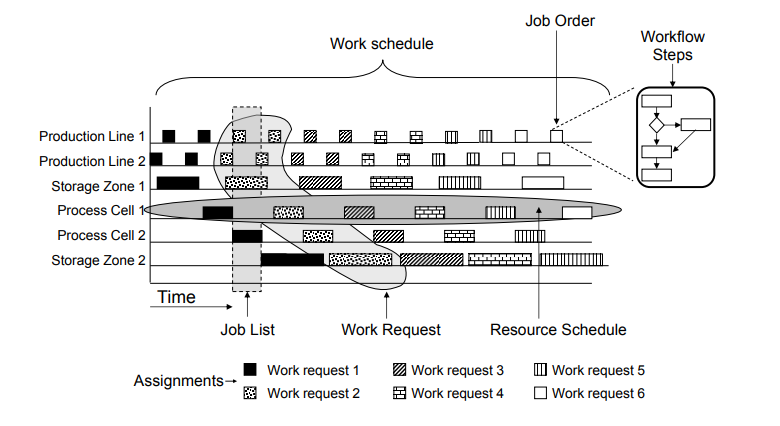 Job Order
Work schedule
Workflow
Steps
Production Line 1
Production Line 2
Storage Zone 1
Process Cell 1
Process Cell 2
Storage Zone 2
Time
Job List
Work Request
Resource Schedule
Assignments
Work request 1
Work request 3
Work request 5
Work request 2
Work request 4
Work request 6